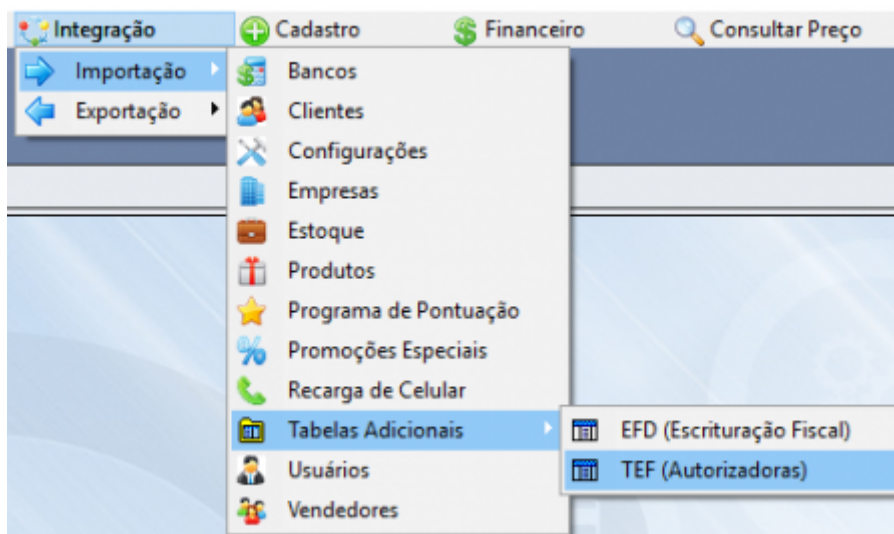 Integração
Cadastro
Financeiro
Consultar Preço
Importação
Exportação
Bancos
Clientes
Configurações
Empresas
Estoque
Produtos
Programa de Pontuação
Promoções Especiais
Recarga de Celular
Tabelas Adicionais
EFD (Escrituração Fiscal)
TEF (Autorizadoras)
Usuários
Vendedores